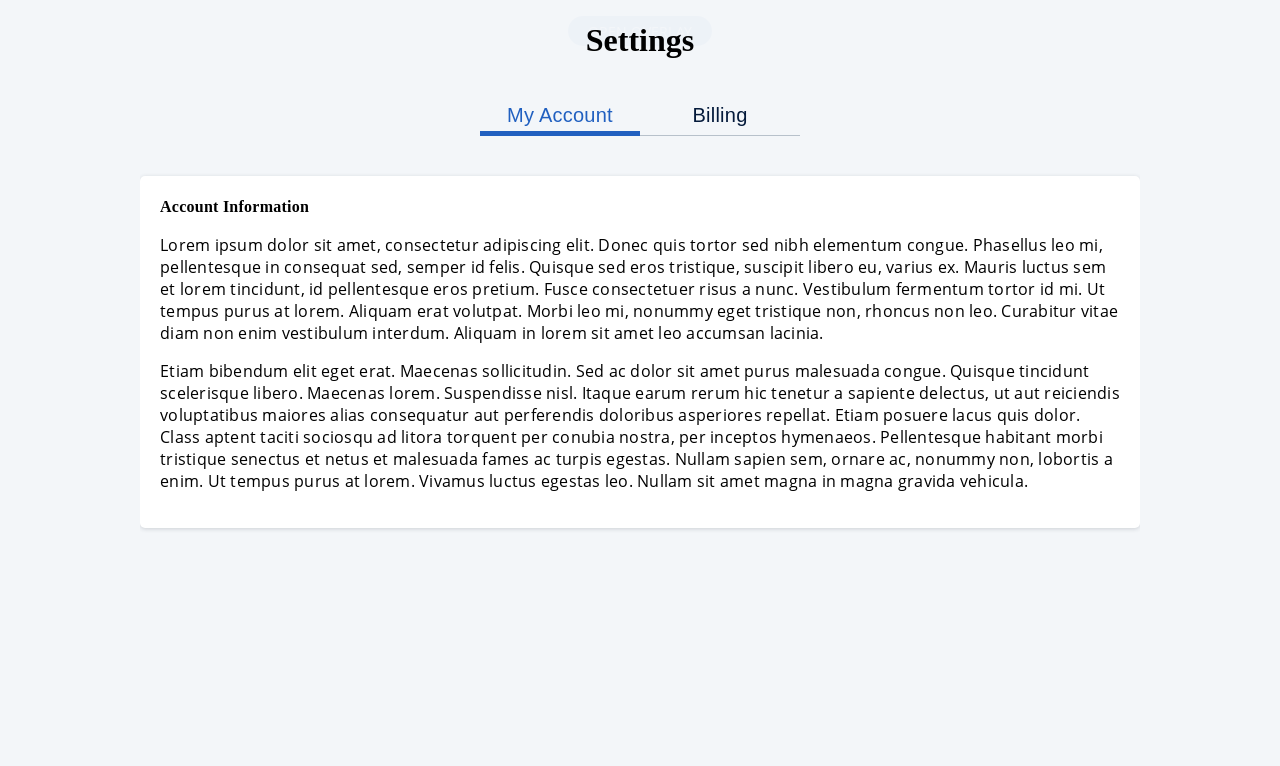 Settings
My Account
Billing
Account Information
Lorem ipsum dolor sit amet, consectetur adipiscing elit. Donec quis tortor sed nibh elementum congue. Phasellus leo mi,
pellentesque in consequat sed, semper id felis. Quisque sed eros tristique, suscipit libero eu, varius ex. Mauris luctus sem
et lorem tincidunt, id pellentesque eros pretium. Fusce consectetuer risus a nunc. Vestibulum fermentum tortor id mi. Ut
tempus purus at lorem. Aliquam erat volutpat. Morbi leo mi, nonummy eget tristique non, rhoncus non leo. Curabitur vitae
diam non enim vestibulum interdum. Aliquam in lorem sit amet leo accumsan lacinia.
Etiam bibendum elit eget erat. Maecenas sollicitudin. Sed ac dolor sit amet purus malesuada congue. Quisque tincidunt
scelerisque libero. Maecenas lorem. Suspendisse nisl. Itaque earum rerum hic tenetur a sapiente delectus, ut aut reiciendis
voluptatibus maiores alias consequatur aut perferendis doloribus asperiores repellat. Etiam posuere lacus quis dolor.
Class aptent taciti sociosqu ad litora torquent per conubia nostra, per inceptos hymenaeos. Pellentesque habitant morbi
tristique senectus et netus et malesuada fames ac turpis egestas. Nullam sapien sem, ornare ac, nonummy non, lobortis a
enim. Ut tempus purus at lorem. Vivamus luctus egestas leo. Nullam sit amet magna in magna gravida vehicula.